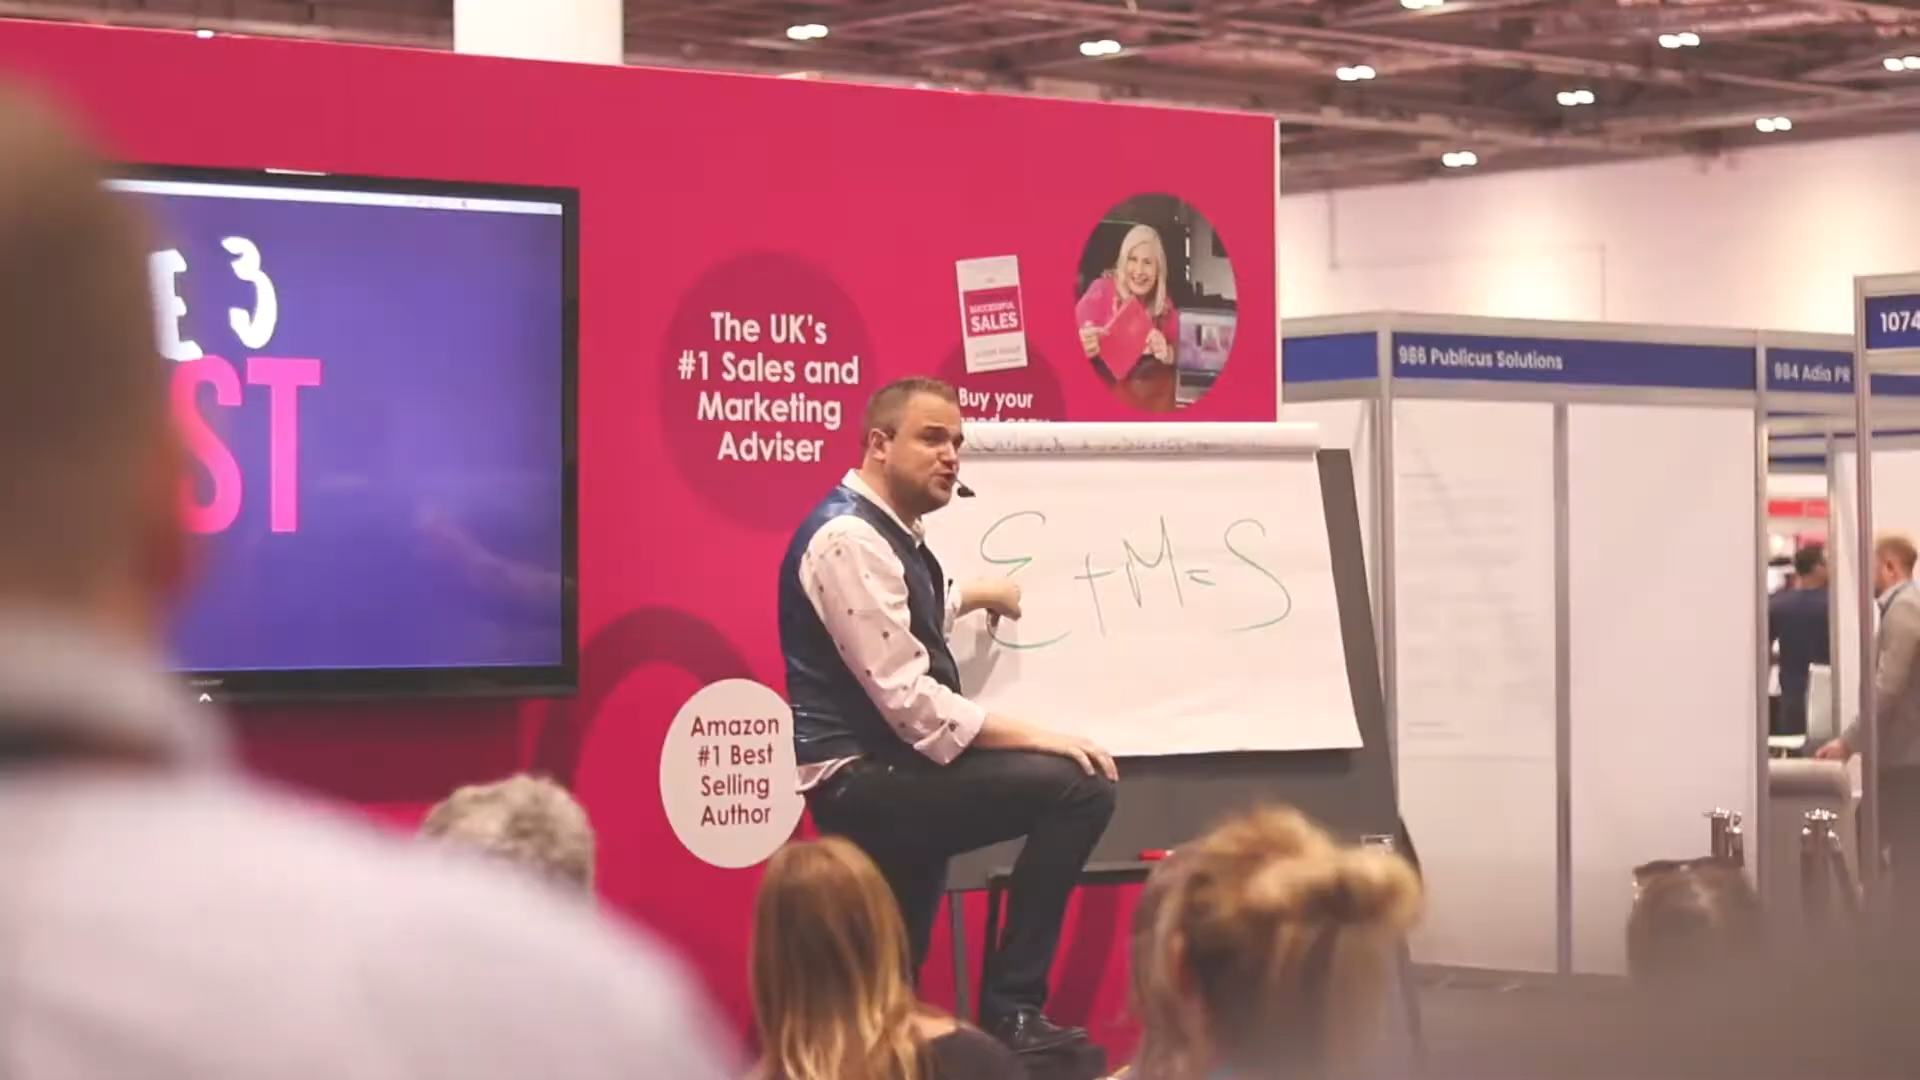 E 3
ST
The UK's
#1 Sales and
Marketing
Adviser
SUCCESSFUL
SALES
Buy your
E+M=S
Amazon
#1 Best
Selling
Author
986 Publicus Solutions
984 Adia PR
1074